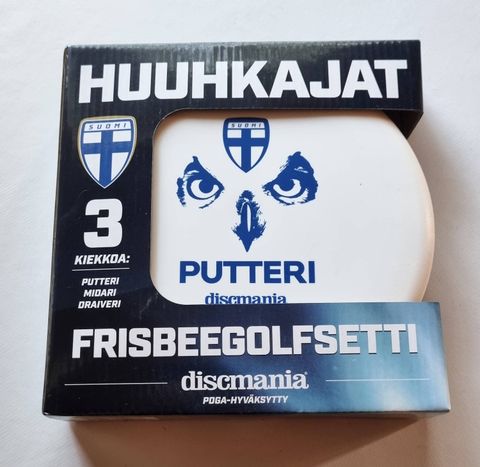 HUUHKAJAT
SUOMI
3
KIEKKOA:
PUTTERI
MIDARI
DRAIVERI
SUOMI
PUTTERI
discmania
FRISBEEGOLFSETTI
discmania®
PDGA-HYVÄKSYTTY